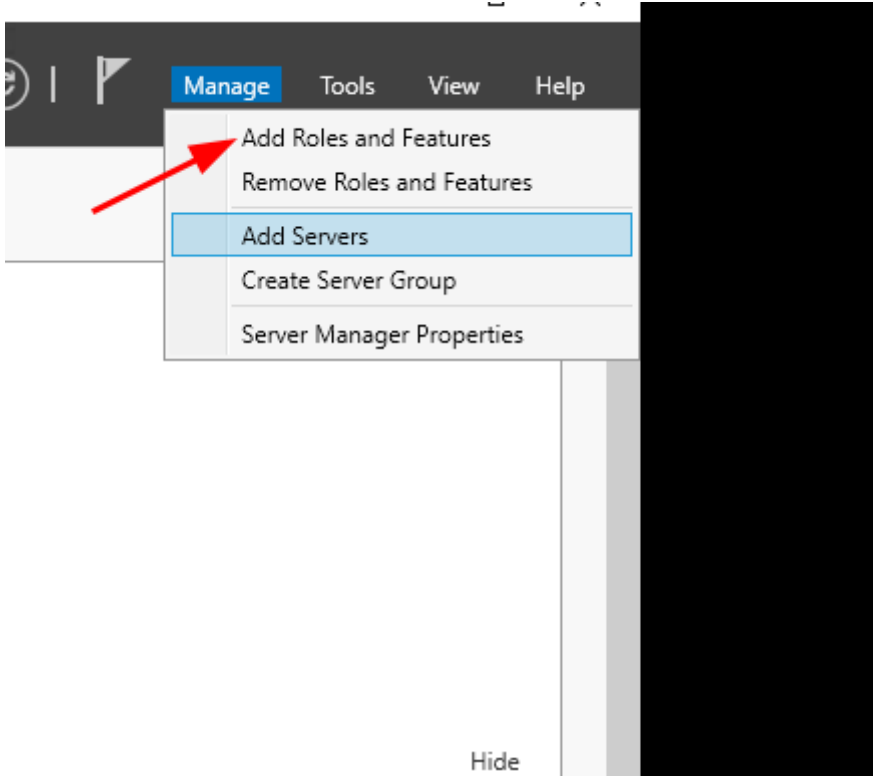 Manage Tools View Help
Add Roles and Features
Remove Roles and Features
Add Servers
Create Server Group
Server Manager Properties
Hide